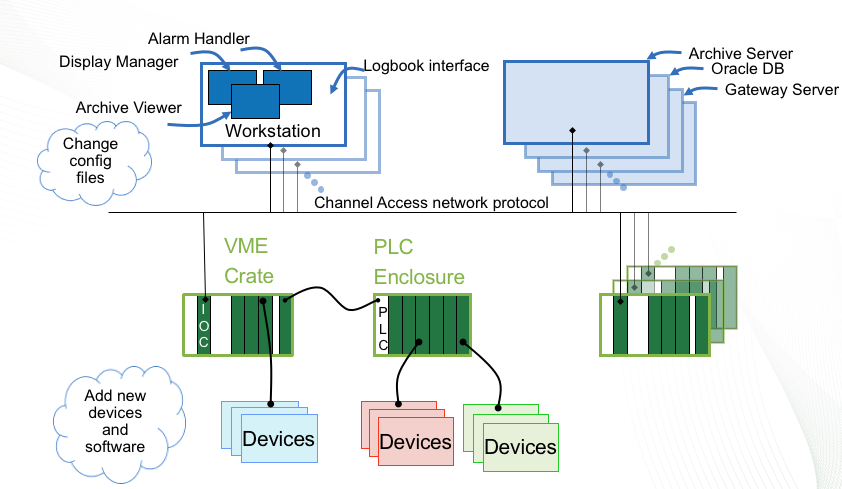 Alarm Handler
Display Manager
Logbook interface
Archive Viewer
Workstation
Archive Server
Oracle DB
Gateway Server
Change
config
files
Channel Access network protocol
VME
Crate
PLC
Enclosure
I
O
C
P
L
C
Add new
devices
and
software
Devices
Devices
Devices